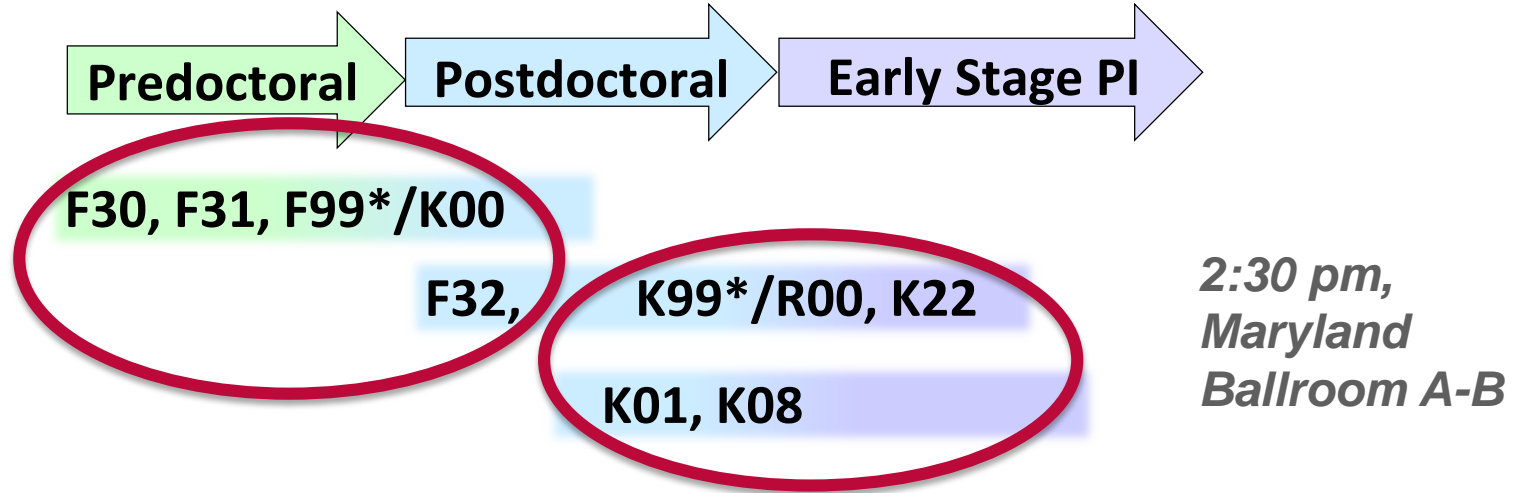 Predoctoral
Postdoctoral
Early Stage PI
F30, F31, F99*/K00
F32, K99*/R00, K22
K01, K08
2:30 pm,
Maryland
Ballroom A-B